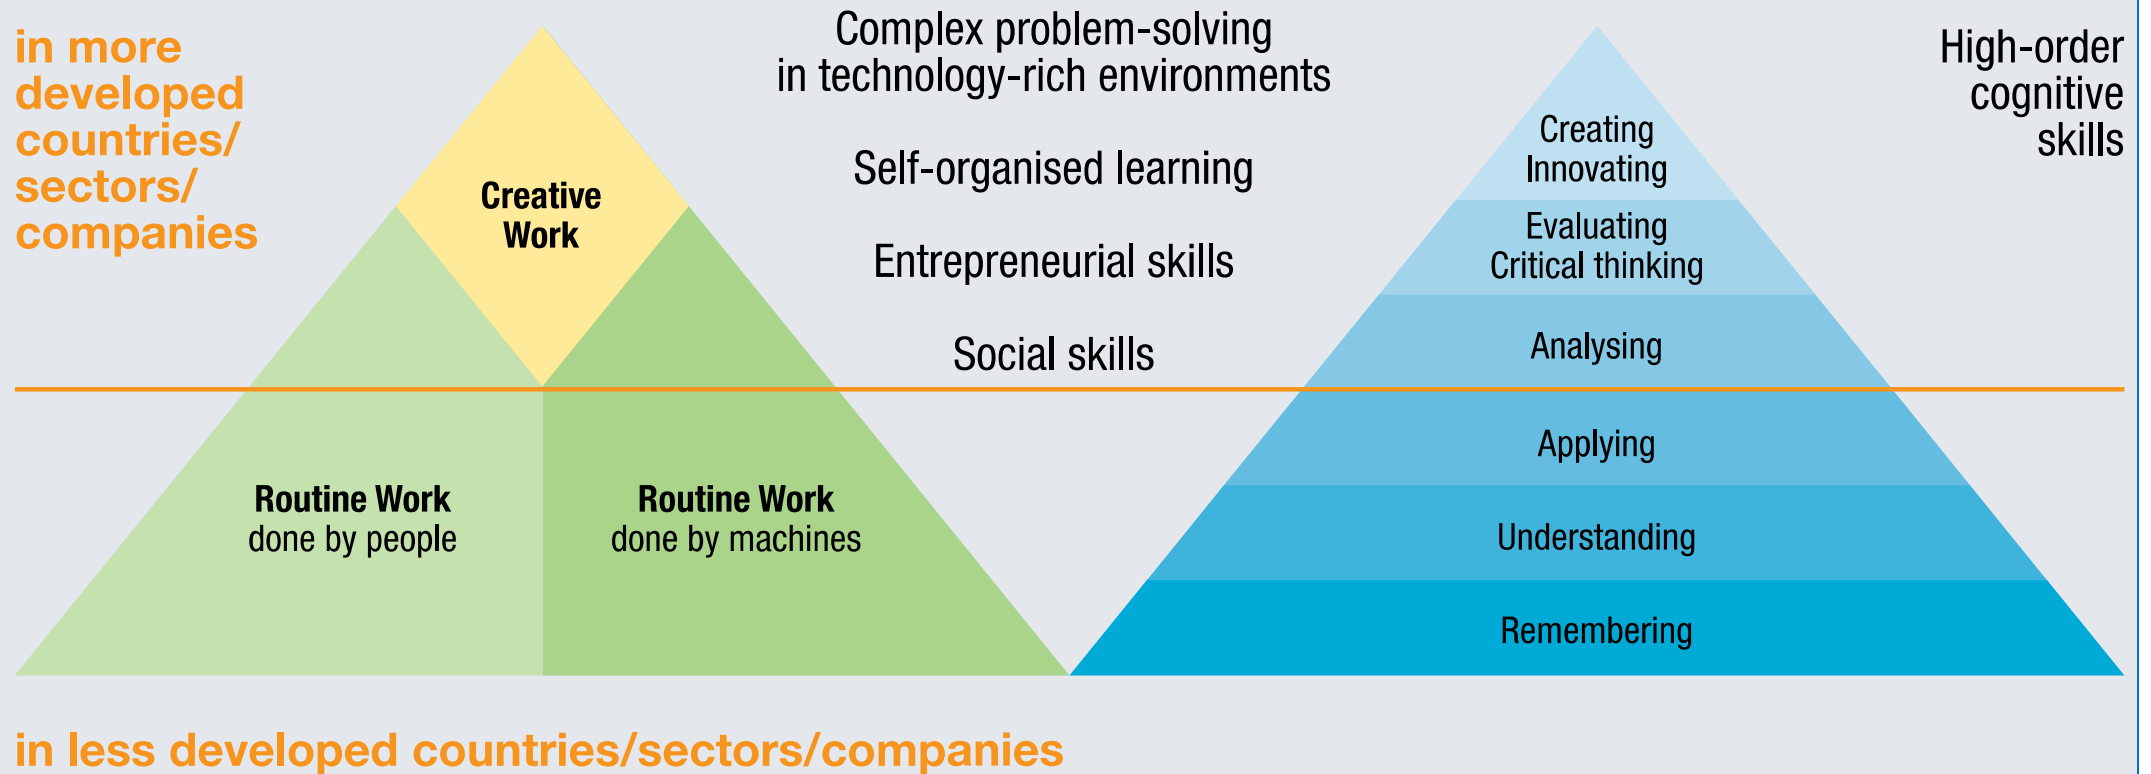 in more
developed
countries/
sectors/
companies
Creative
Work
Routine Work
done by people
Routine Work
done by machines
Complex problem-solving
in technology-rich environments
Self-organised learning
Entrepreneurial skills
Social skills
Creating
Innovating
Evaluating
Critical thinking
Analysing
Applying
Understanding
Remembering
High-order
cognitive
skills
in less developed countries/sectors/companies